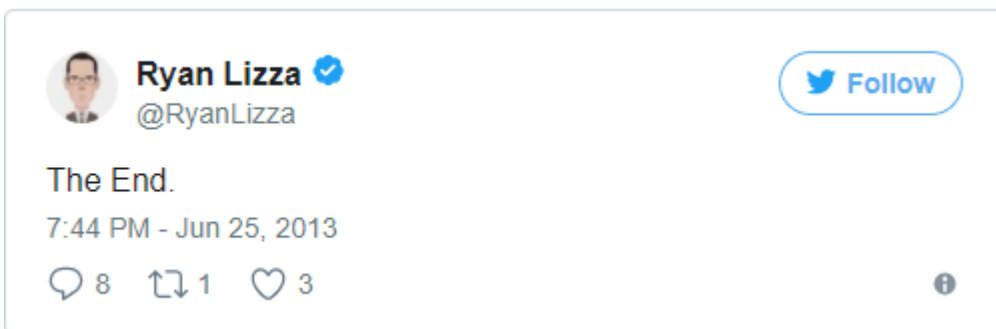 Ryan Lizza
Follow
@RyanLizza
The End.
7:44 PM - Jun 25, 2013
8 1 3